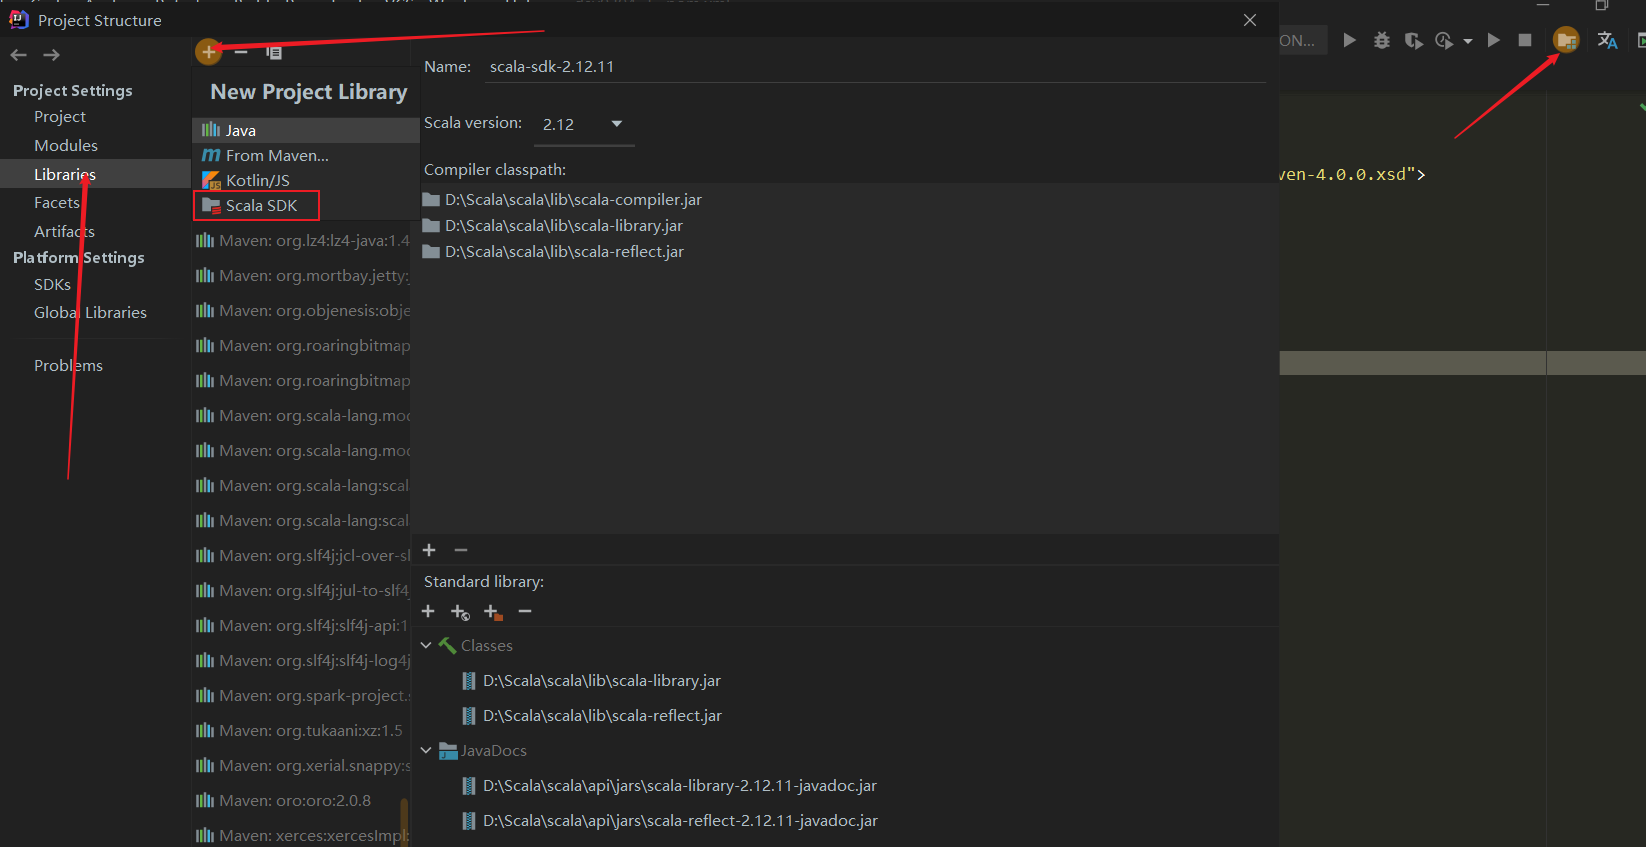 Project Structure
ON...
Project Settings
Project
Modules
Libraries
Facets
Artifacts
Platform Settings
SDKs
Global Libraries
Problems
New Project Library
Java
From Maven...
Kotlin/JS
Scala SDK
Maven: org.lz4:lz4-java:1.4
Maven: org.mortbay.jetty:
Maven: org.objenesis:obje
Maven: org.roaringbitmap
Maven: org.roaringbitmap
Maven: org.scala-lang.mod
Maven: org.scala-lang.mod
Maven: org.scala-lang:scal
Maven: org.scala-lang:scal
Maven: org.slf4j:jcl-over-sl
Maven: org.slf4j:jul-to-slf4j
Maven: org.slf4j:slf4j-api:1
Maven: org.slf4j:slf4j-log4j
Maven: org.spark-project.s
Maven: org.tukaani:xz:1.5
Maven: org.xerial.snappy:s
Maven: oro:oro:2.0.8
Maven: xerces:xercesImpl:
Name: scala-sdk-2.12.11
Scala version: 2.12
Compiler classpath:
D:\Scala\scala\lib\scala-compiler.jar
D:\Scala\scala\lib\scala-library.jar
D:\Scala\scala\lib\scala-reflect.jar
Standard library:
Classes
D:\Scala\scala\lib\scala-library.jar
D:\Scala\scala\lib\scala-reflect.jar
JavaDocs
D:\Scala\scala\api\jars\scala-library-2.12.11-javadoc.jar
D:\Scala\scala\api\jars\scala-reflect-2.12.11-javadoc.jar
ven-4.0.0.xsd">